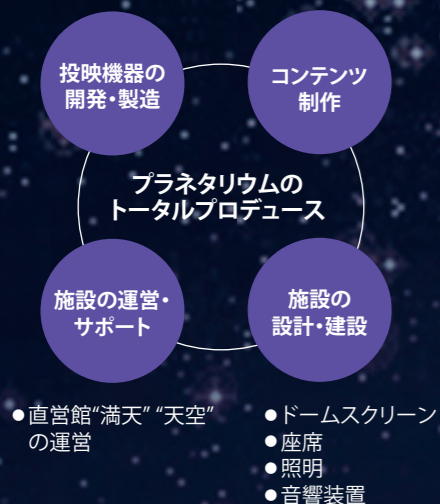 投映機器の
開発・製造
コンテンツ
制作
プラネタリウムの
トータルプロデュース
施設の運営・
サポート
施設の
設計・建設
●直営館“満天” “天空”
の運営
●ドームスクリーン
●座席
●照明
●音響装置